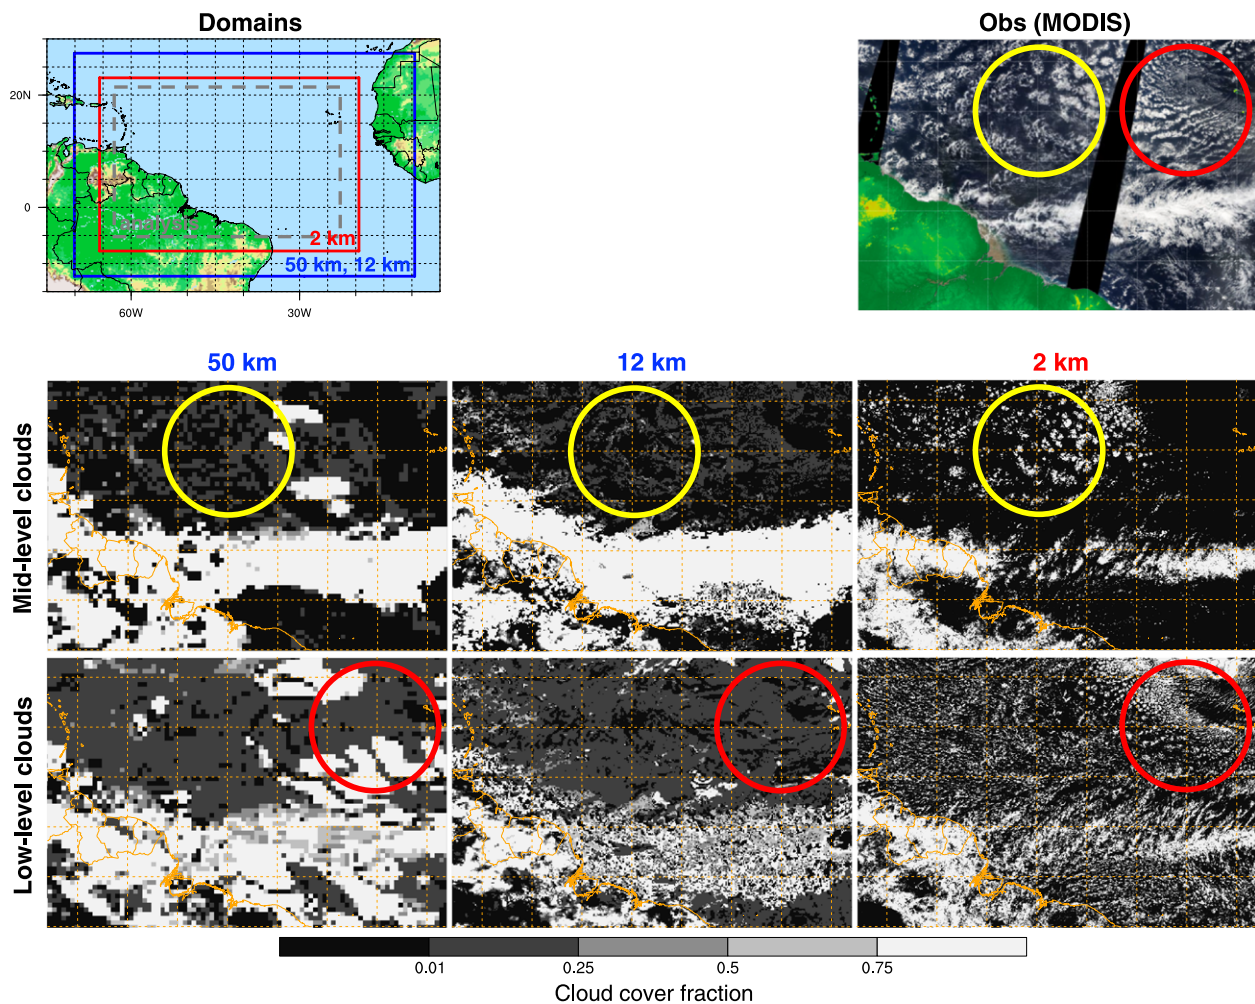 Domains
Obs (MODIS)
20N
0
analysis
2 km
50 km; 12 km
60W
30W
50 km
12 km
2 km
Mid-level clouds
Low-level clouds
0.01
0.25
0.5
0.75
Cloud cover fraction